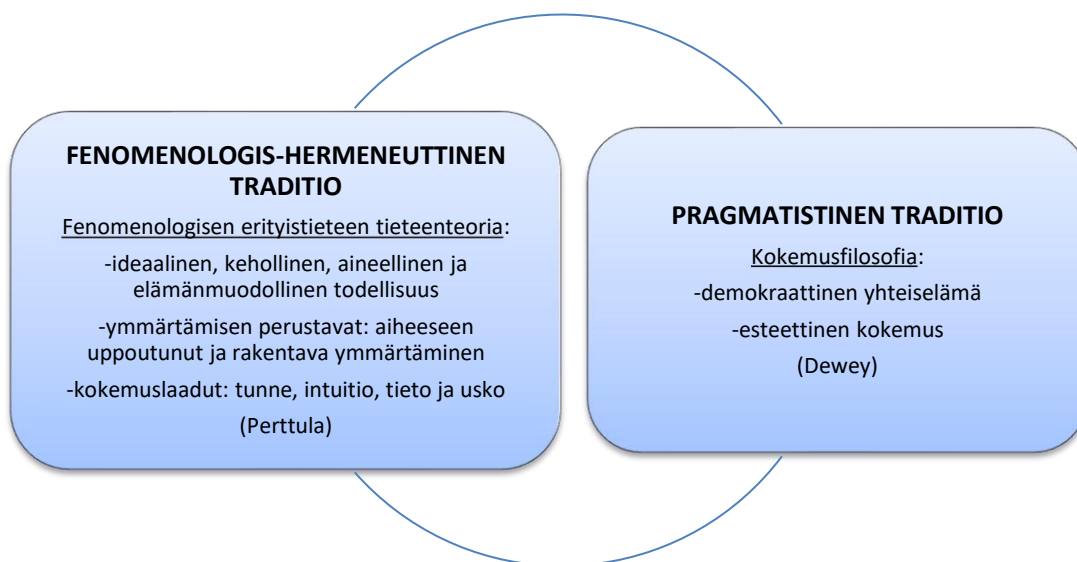 FENOMENOLOGIS-HERMENEUTTINEN
TRADITIO
Fenomenologisen erityistieteen tieteenteoria:
-ideaalinen, kehollinen, aineellinen ja
elämänmuodollinen todellisuus
-ymmärtämisen perustavat: aiheeseen
uppoutunut ja rakentava ymmärtäminen
-kokemuslaadut: tunne, intuitio, tieto ja usko
(Perttula)
PRAGMATISTINEN TRADITIO
Kokemusfilosofia:
-demokraattinen yhteiselämä
-esteettinen kokemus
(Dewey)